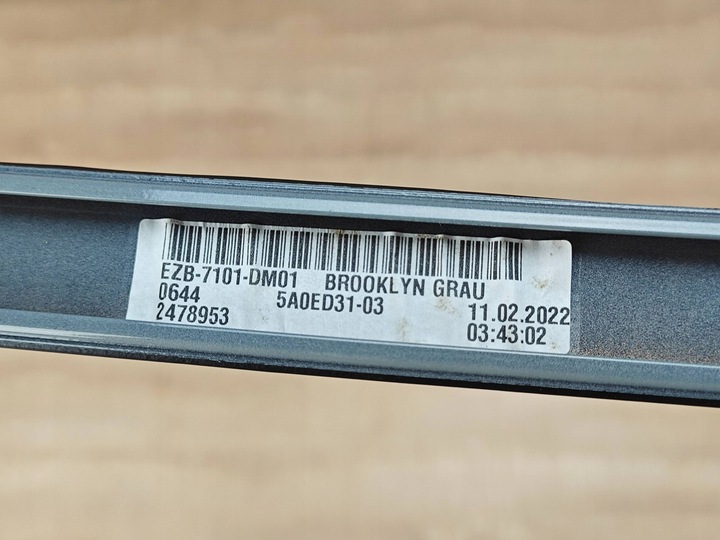 EZB-7101-DM01 BROOKLYN GRAU
0644 5A0ED31-03 11.02.2022
2478953 03:43:02